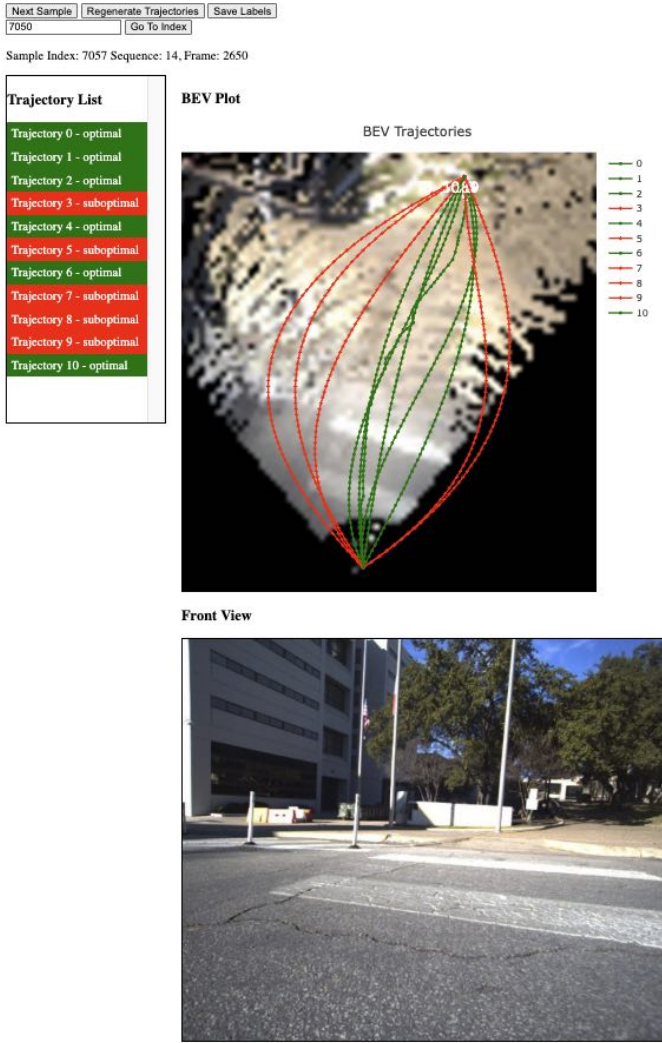 Next Sample Regenerate Trajectories Save Labels
7050 Go To Index
Sample Index: 7057 Sequence: 14, Frame: 2650
Trajectory List
Trajectory 0 - optimal
Trajectory 1 - optimal
Trajectory 2 - optimal
Trajectory 3 - suboptimal
Trajectory 4 - optimal
Trajectory 5 - suboptimal
Trajectory 6 - optimal
Trajectory 7 - suboptimal
Trajectory 8 - suboptimal
Trajectory 9 - suboptimal
Trajectory 10 - optimal
BEV Plot
BEV Trajectories
0
1
2
3
4
5
6
7
8
9
10
Front View